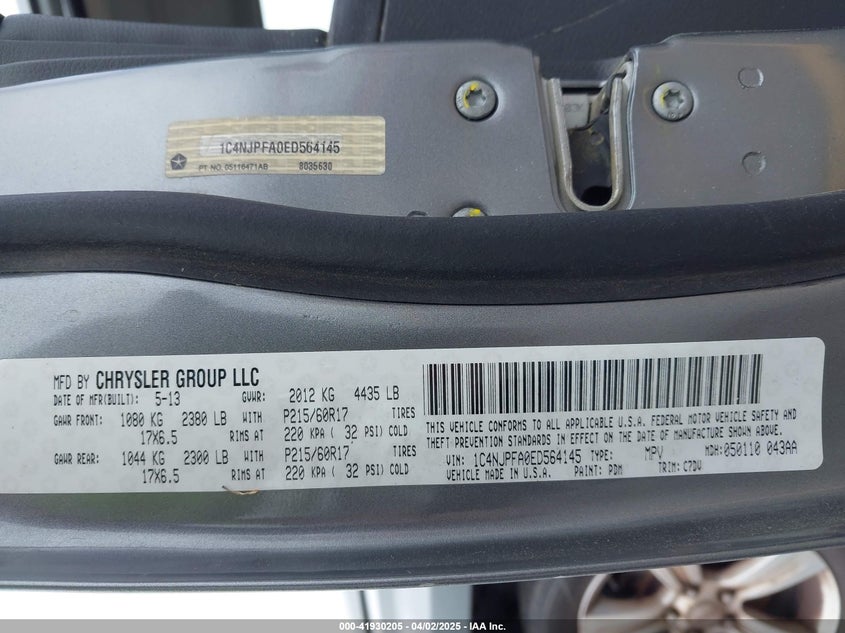 1C4NJPFA0ED564145
PT NO. 05116471AB 8035630
MFD BY CHRYSLER GROUP LLC
DATE OF MFR(BUILT): 5-13 GVWR: 2012 KG 4435 LB
GAWR FRONT: 1080 KG 2380 LB WITH P215/60R17 TIRES
17X6.5 RIMS AT 220 KPA ( 32 PSI) COLD
GAWR REAR: 1044 KG 2300 LB WITH P215/60R17 TIRES
17X6.5 RIMS AT 220 KPA ( 32 PSI) COLD
THIS VEHICLE CONFORMS TO ALL APPLICABLE U.S.A. FEDERAL MOTOR VEHICLE SAFETY AND
THEFT PREVENTION STANDARDS IN EFFECT ON THE DATE OF MANUFACTURE SHOWN ABOVE.
VIN: 1C4NJPFA0ED564145 TYPE: MPV MDH: 050110 043AA
VEHICLE MADE IN U.S.A. PAINT: PDM TRIM: C7DV
000-41930205 - 04/02/2025 - IAA Inc.